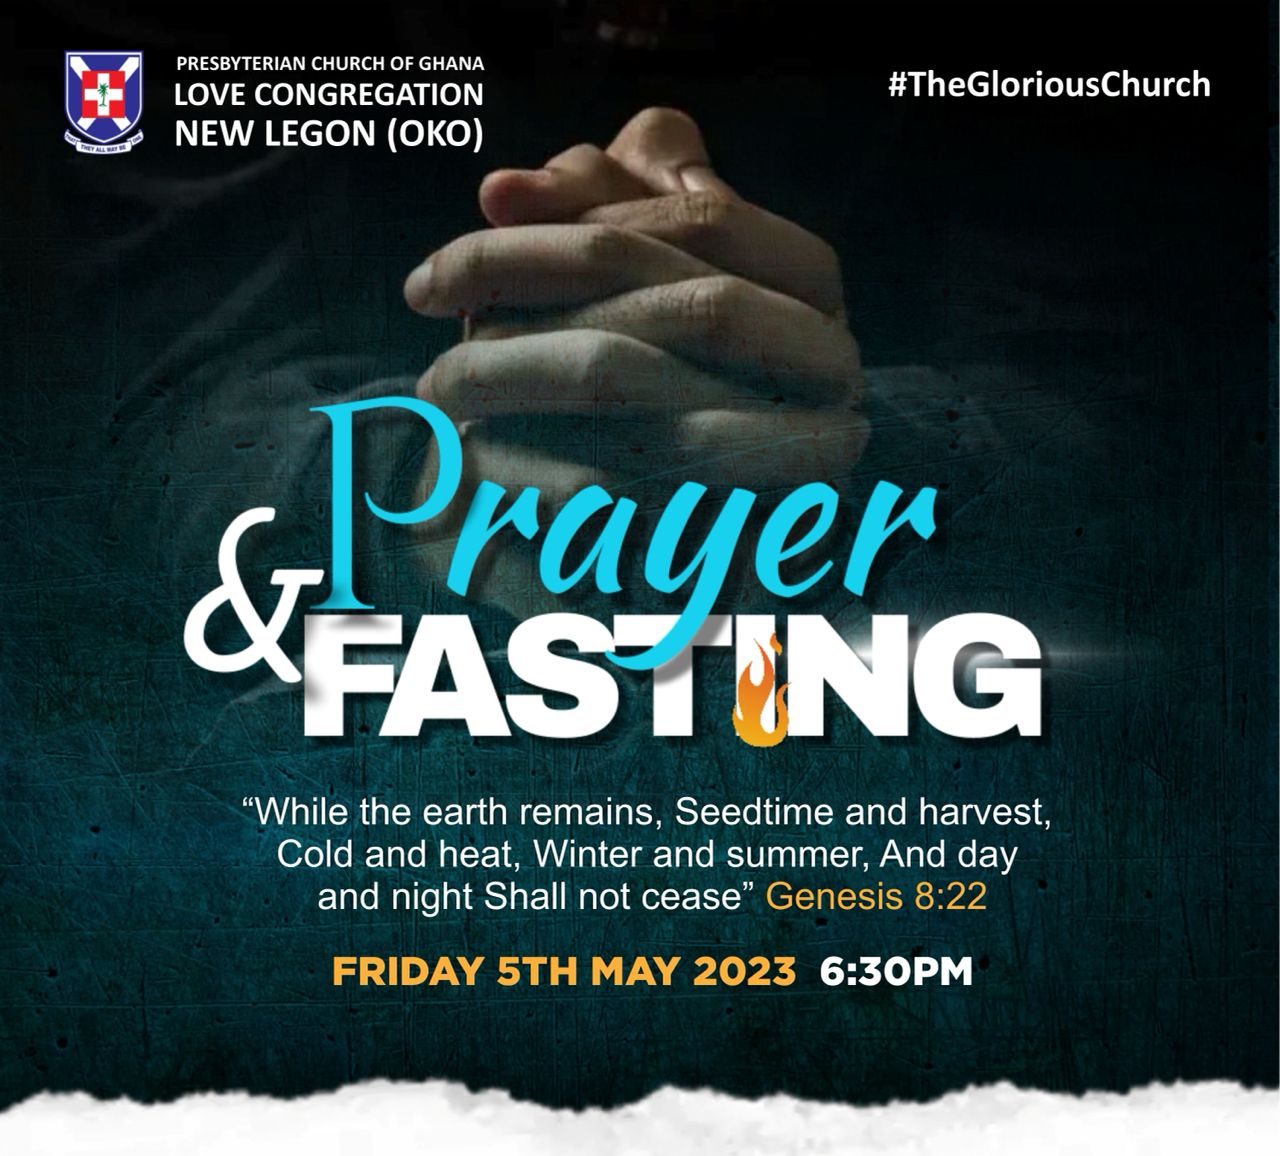 PRESBYTERIAN CHURCH OF GHANA
LOVE CONGREGATION
NEW LEGON (OKO)
THEY ALL MAY BE
#TheGloriousChurch
Prayer
& FASTING
“While the earth remains, Seedtime and harvest,
Cold and heat, Winter and summer, And day
and night Shall not cease” Genesis 8:22
FRIDAY 5TH MAY 2023 6:30PM